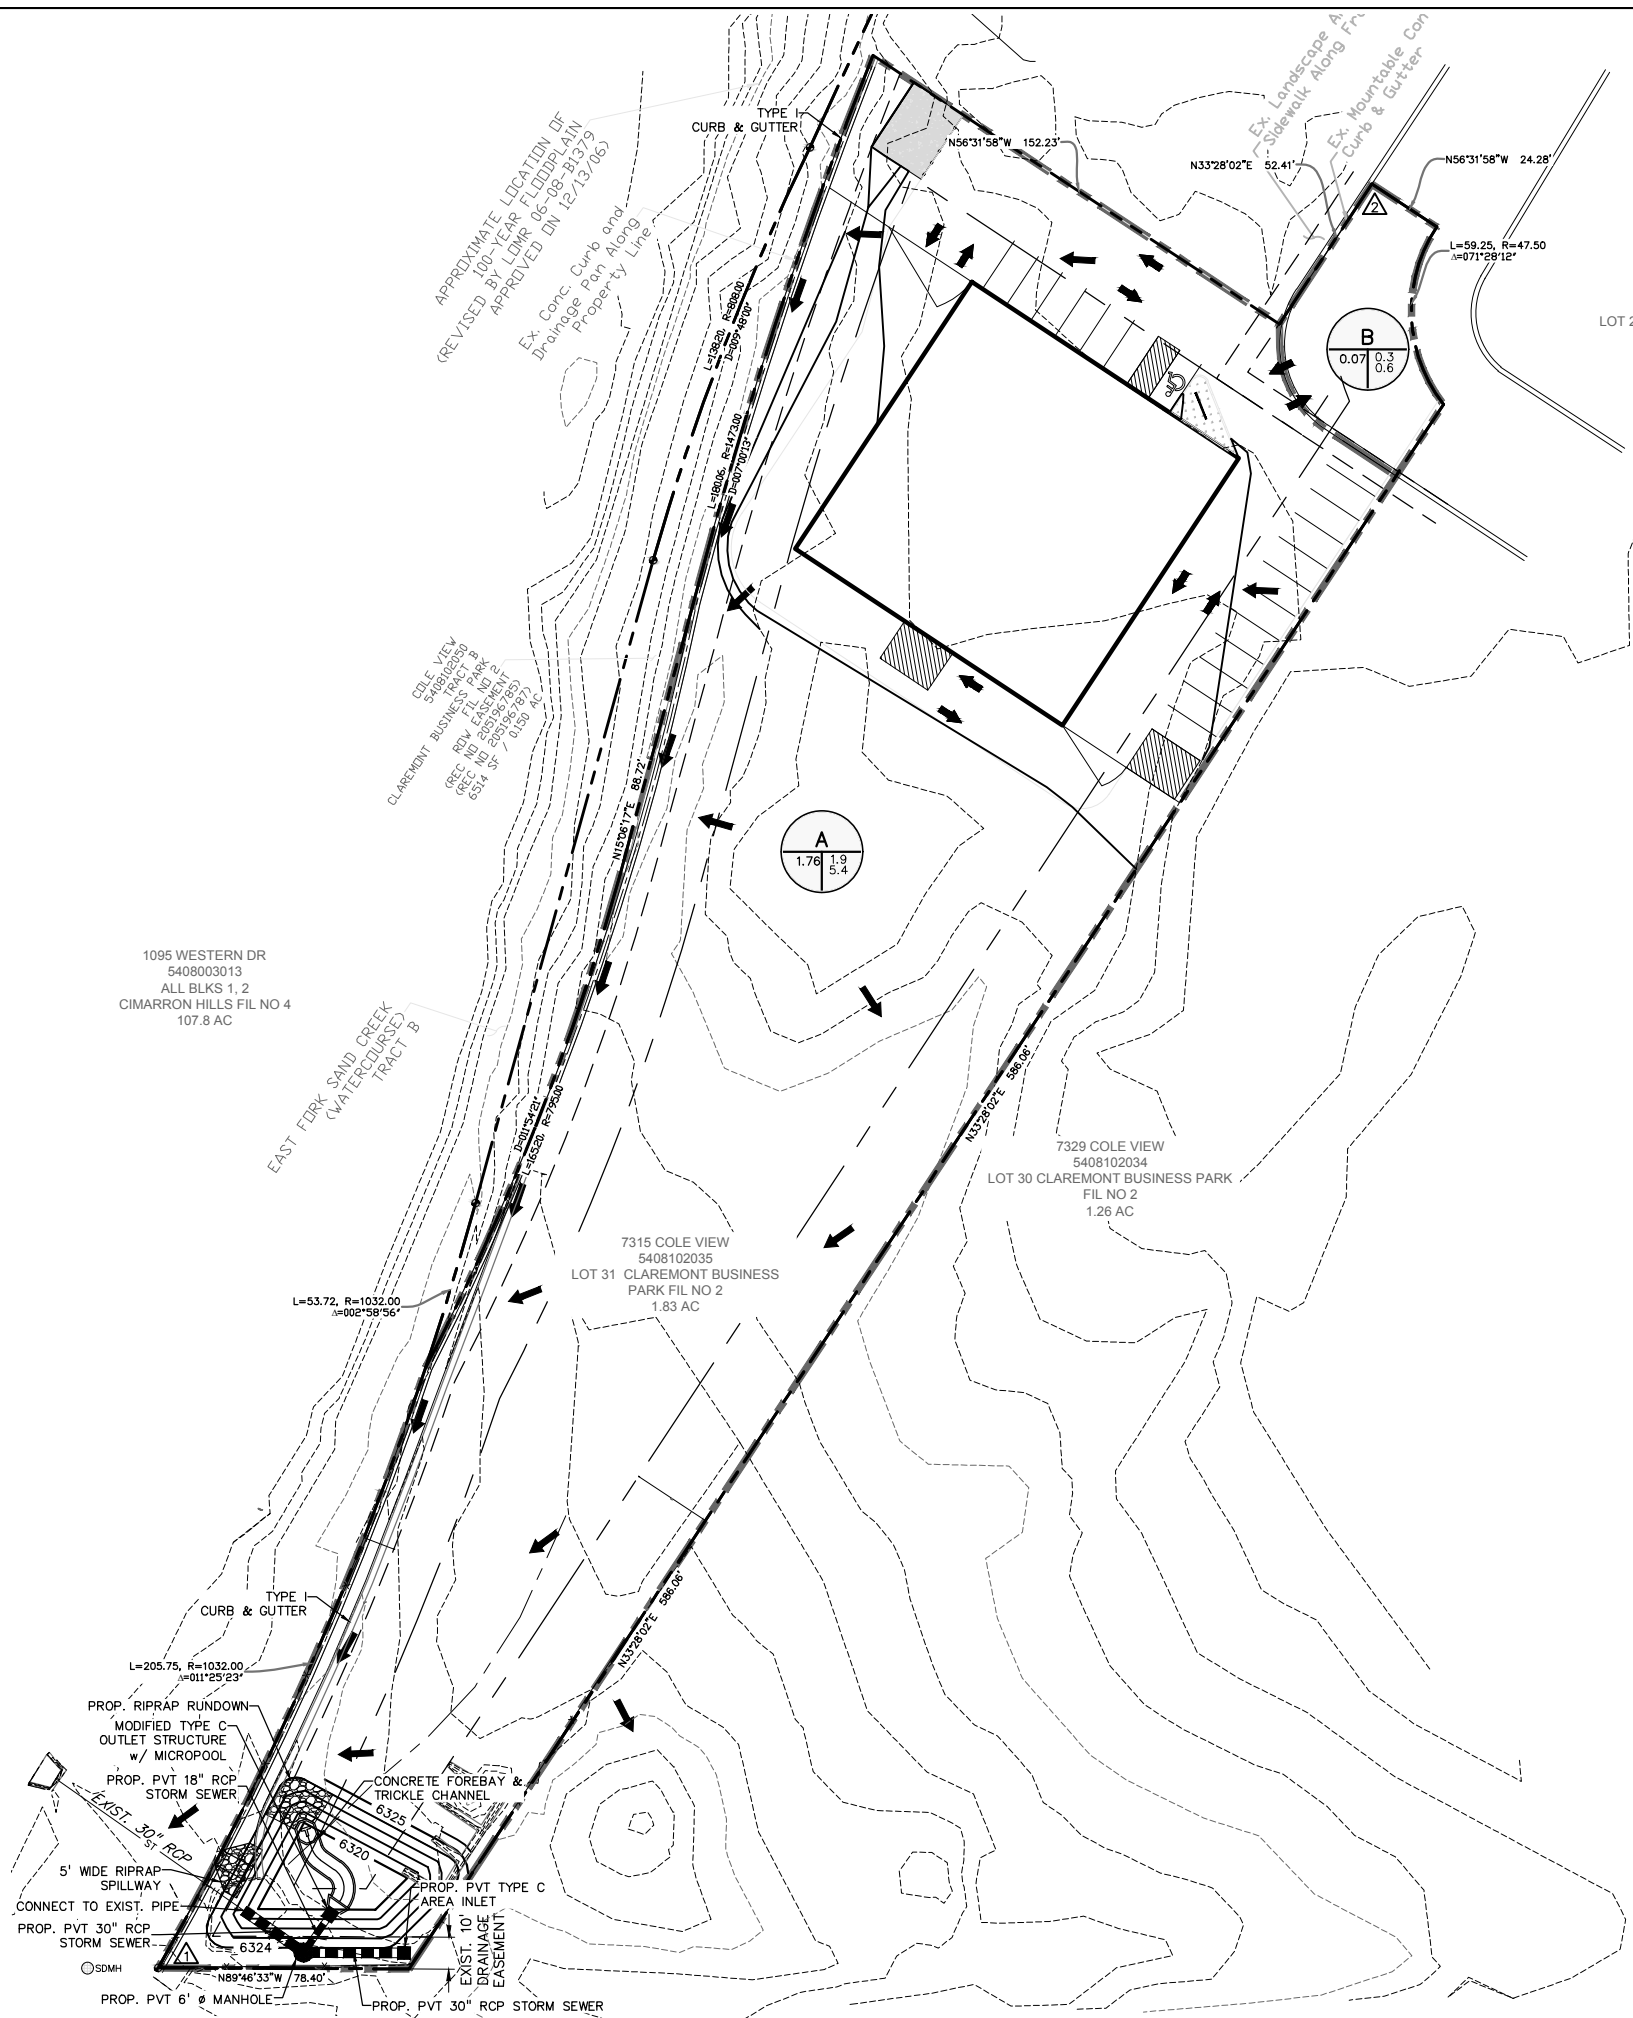 TYPE I
CURB & GUTTER
APPROXIMATE LOCATION OF
100-YEAR FLOODPLAIN
(REVISED BY LOMR 06-08-B1379
APPROVED ON 12/13/06)
Ex. Conc. Curb and
Drainage Pan Along
Property Line
Ex. Landscape
Sidewalk Along
Ex. Mountable
Curb & Gutter
N56°31'58"W 152.23'
N33°28'02"E 52.41'
N56°31'58"W 24.28'
2
L=59.25, R=47.50
Δ=071°28'12"
LOT
B
0.07 0.3
0.6
L=138.20, R=808.00
D=009°48'00"
L=180.06, R=1473.00
D=007°00'13"
COLE VIEW
5408102050
TRACT B
CLAREMONT BUSINESS PARK
FIL NO 2
ROW EASEMENT
(REC NO 205196785)
(REC NO 205196787)
6514 SF / 0.150 AC
N15°06'17"E 88.72'
A
1.76 1.9
5.4
1095 WESTERN DR
5408003013
ALL BLKS 1, 2
CIMARRON HILLS FIL NO 4
107.8 AC
EAST FORK SAND CREEK
(WATERCOURSE)
TRACT B
N33°28'02"E 586.06'
D=011°54'21"
L=165.20, R=795.00
7329 COLE VIEW
5408102034
LOT 30 CLAREMONT BUSINESS PARK
FIL NO 2
1.26 AC
7315 COLE VIEW
5408102035
LOT 31 CLAREMONT BUSINESS
PARK FIL NO 2
1.83 AC
L=53.72, R=1032.00
Δ=002°58'56"
N33°28'02"E 586.06'
TYPE I
CURB & GUTTER
L=205.75, R=1032.00
Δ=011°25'23"
PROP. RIPRAP RUNDOWN
MODIFIED TYPE C
OUTLET STRUCTURE
w/ MICROPOOL
PROP. PVT 18" RCP
STORM SEWER
CONCRETE FOREBAY &
TRICKLE CHANNEL
6325
6320
EXIST. 30" RCP
ST
5' WIDE RIPRAP
SPILLWAY
CONNECT TO EXIST. PIPE
PROP. PVT TYPE C
AREA INLET
PROP. PVT 30" RCP
STORM SEWER
6324
1
EXIST. 10'
DRAINAGE
EASEMENT
SDMH
N89°46'33"W 78.40'
PROP. PVT 6' ø MANHOLE
PROP. PVT 30" RCP STORM SEWER